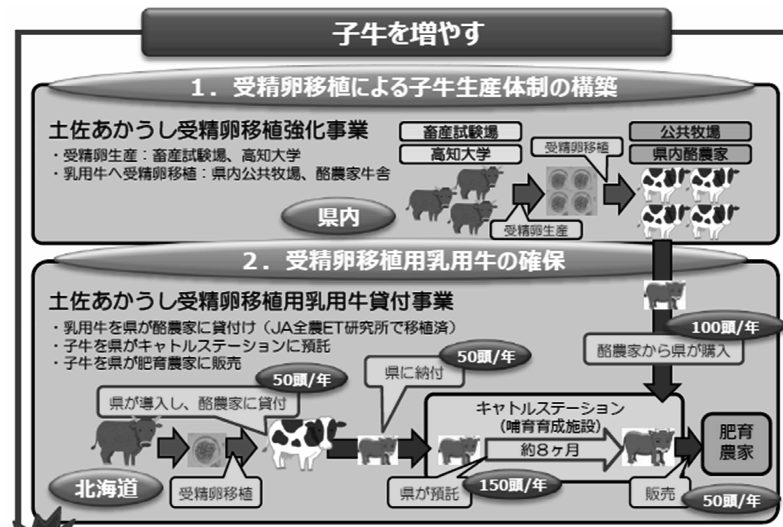 子牛を増やす
1．受精卵移植による子牛生産体制の構築
土佐あかうし受精卵移植強化事業
・受精卵生産：畜産試験場、高知大学
・乳用牛へ受精卵移植：県内公共牧場、酪農家牛舎
県内
畜産試験場
高知大学
受精卵移植
受精卵生産
公共牧場
県内酪農家
2．受精卵移植用乳用牛の確保
土佐あかうし受精卵移植用乳用牛貸付事業
・乳用牛を県が酪農家に貸付け（JA全農ET研究所で移植済）
・子牛を県がキャトルステーションに預託
・子牛を県が肥育農家に販売
100頭/年
酪農家から県が購入
50頭/年
県が導入し、酪農家に貸付
50頭/年
県に納付
キャトルステーション
（哺育育成施設）
約8ヶ月
肥育
農家
北海道
受精卵移植
県が預託
150頭/年
販売
50頭/年